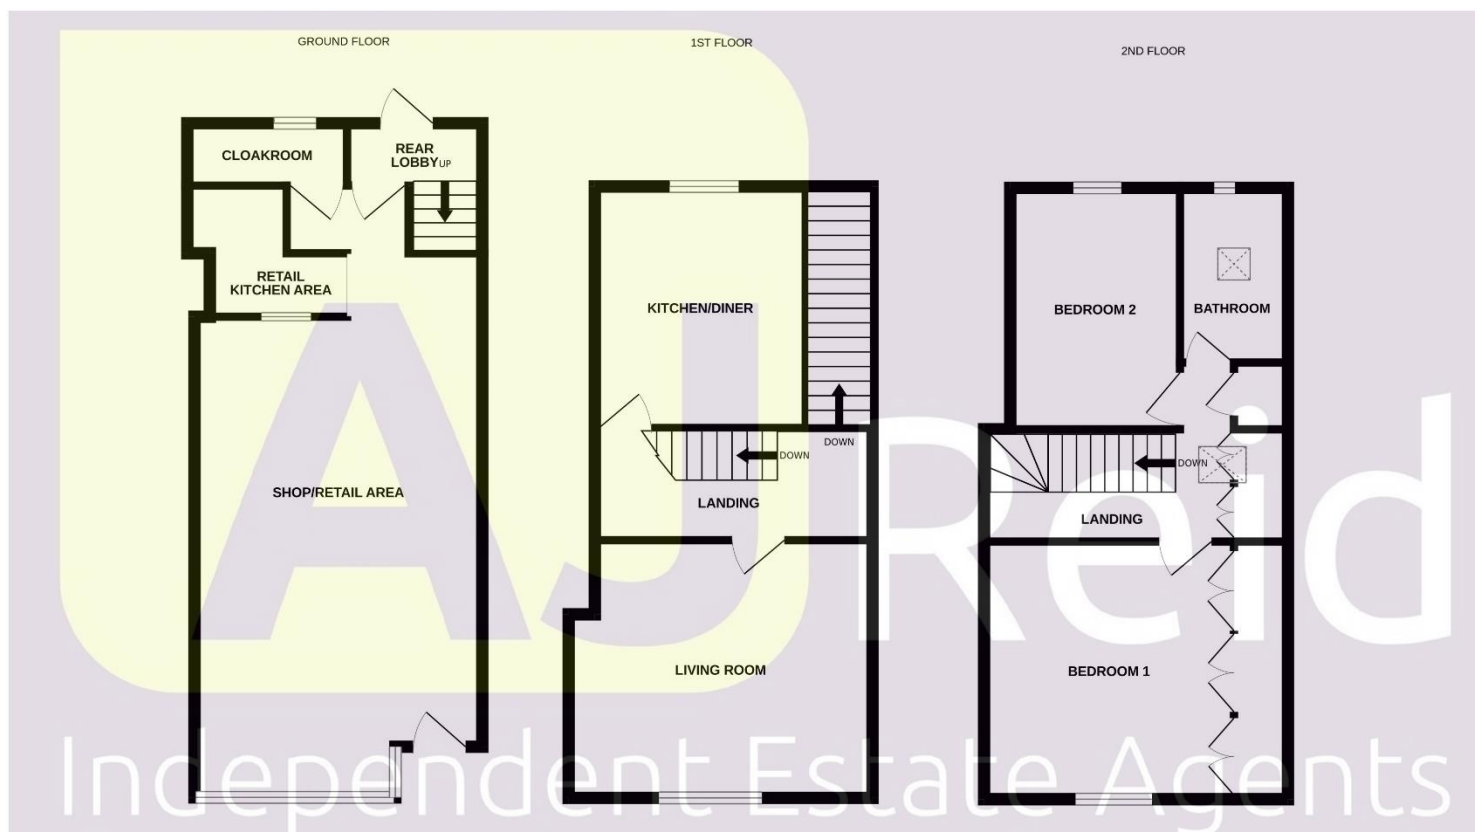 GROUND FLOOR
CLOAKROOM
REAR
LOBBY
UP
RETAIL
KITCHEN AREA
SHOP/RETAIL AREA
1ST FLOOR
KITCHEN/DINER
DOWN
DOWN
LANDING
LIVING ROOM
2ND FLOOR
BEDROOM 2
BATHROOM
DOWN
LANDING
BEDROOM 1
AJ Reid
Independent Estate Agents